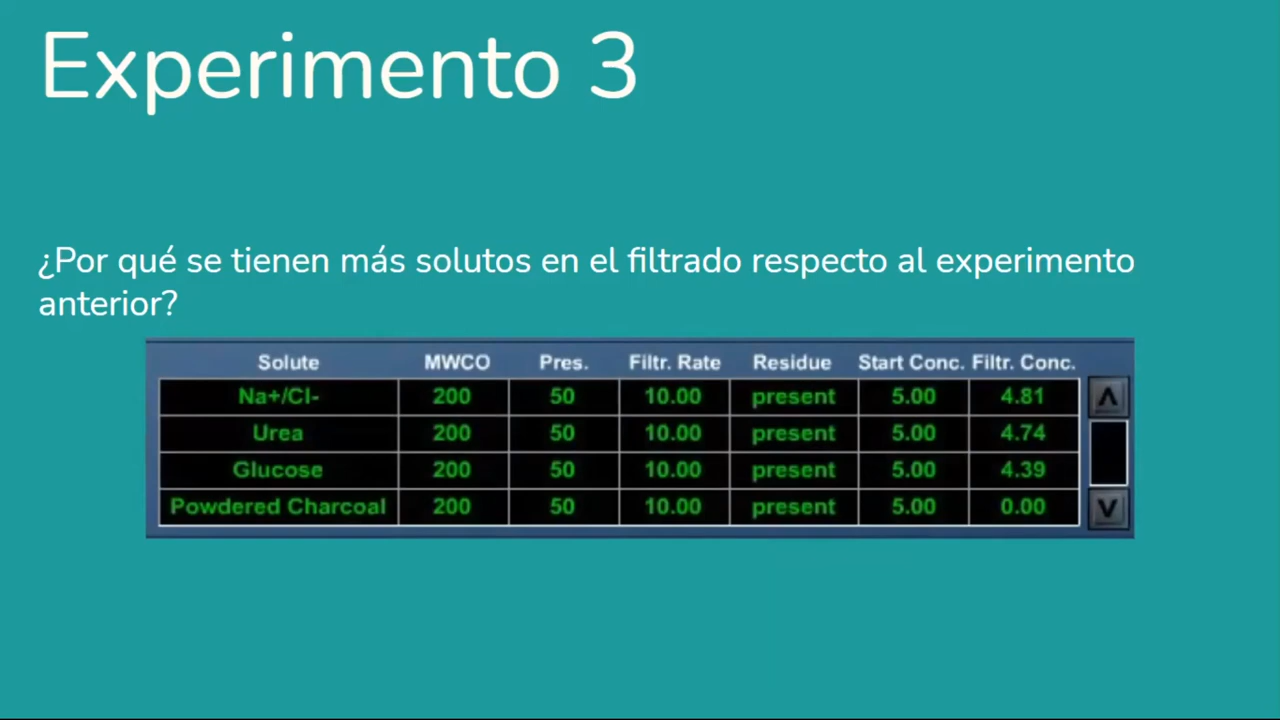 Experimento 3
¿Por qué se tienen más solutos en el filtrado respecto al experimento
anterior?
Solute MWCO Pres. Filtr. Rate Residue Start Conc. Filtr. Conc.
Na+/Cl- 200 50 10.00 present 5.00 4.81
Urea 200 50 10.00 present 5.00 4.74
Glucose 200 50 10.00 present 5.00 4.39
Powdered Charcoal 200 50 10.00 present 5.00 0.00